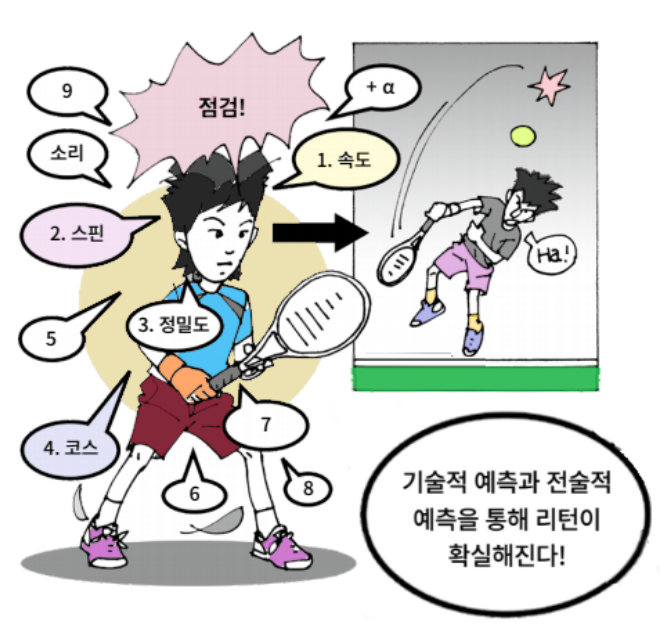 점검!
9
+ α
소리
1. 속도
2. 스핀
Ha!
3. 정밀도
5
4. 코스
7
6
8
기술적 예측과 전술적
예측을 통해 리턴이
확실해진다!